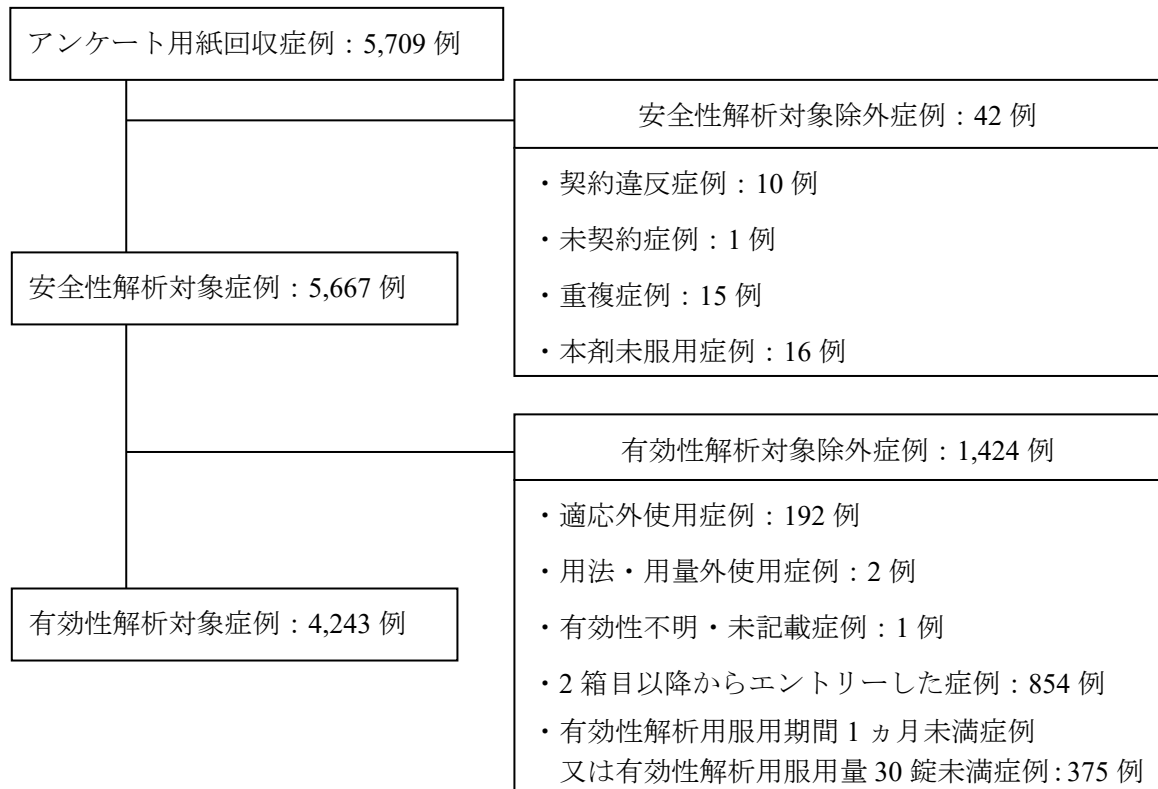 アンケート用紙回収症例：5,709 例
安全性解析対象除外症例：42 例
・契約違反症例：10 例
・未契約症例：1 例
・重複症例：15 例
・本剤未服用症例：16 例
安全性解析対象症例：5,667 例
有効性解析対象除外症例：1,424 例
・適応外使用症例：192 例
・用法・用量外使用症例：2 例
・有効性不明・未記載症例：1 例
・2 箱目以降からエントリーした症例：854 例
・有効性解析用服用期間 1 ヵ月未満症例
又は有効性解析用服用量 30 錠未満症例：375 例
有効性解析対象症例：4,243 例